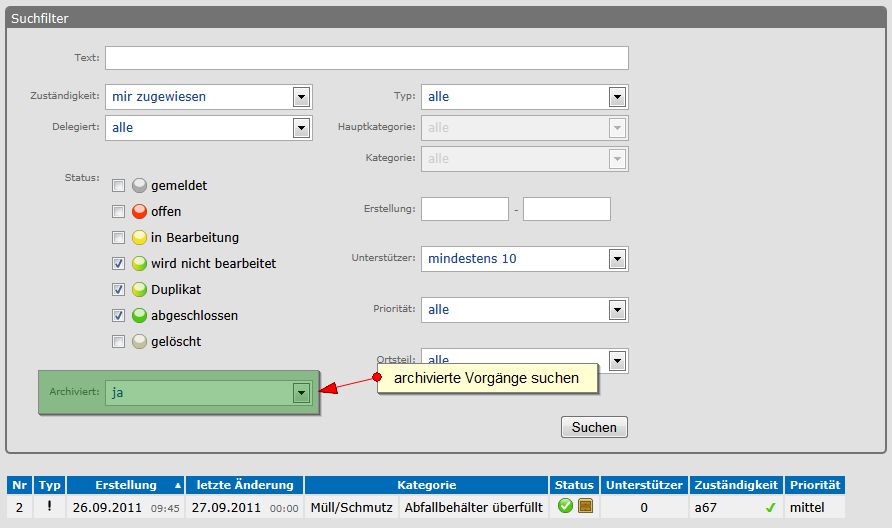 Suchfilter
Text:
Zuständigkeit: mir zugewiesen Typ: alle
Delegiert: alle Hauptkategorie: alle
Kategorie: alle
Status: gemeldet
offen Erstellung: -
in Bearbeitung
wird nicht bearbeitet Unterstützer: mindestens 10
Duplikat
abgeschlossen Priorität: alle
gelöscht
Ortsteil: alle
archivierte Vorgänge suchen
Archiviert: ja
Suchen
Nr Typ Erstellung letzte Änderung Kategorie Status Unterstützer Zuständigkeit Priorität
2 ! 26.09.2011 09:45 27.09.2011 00:00 Müll/Schmutz Abfallbehälter überfüllt 0 a67 mittel